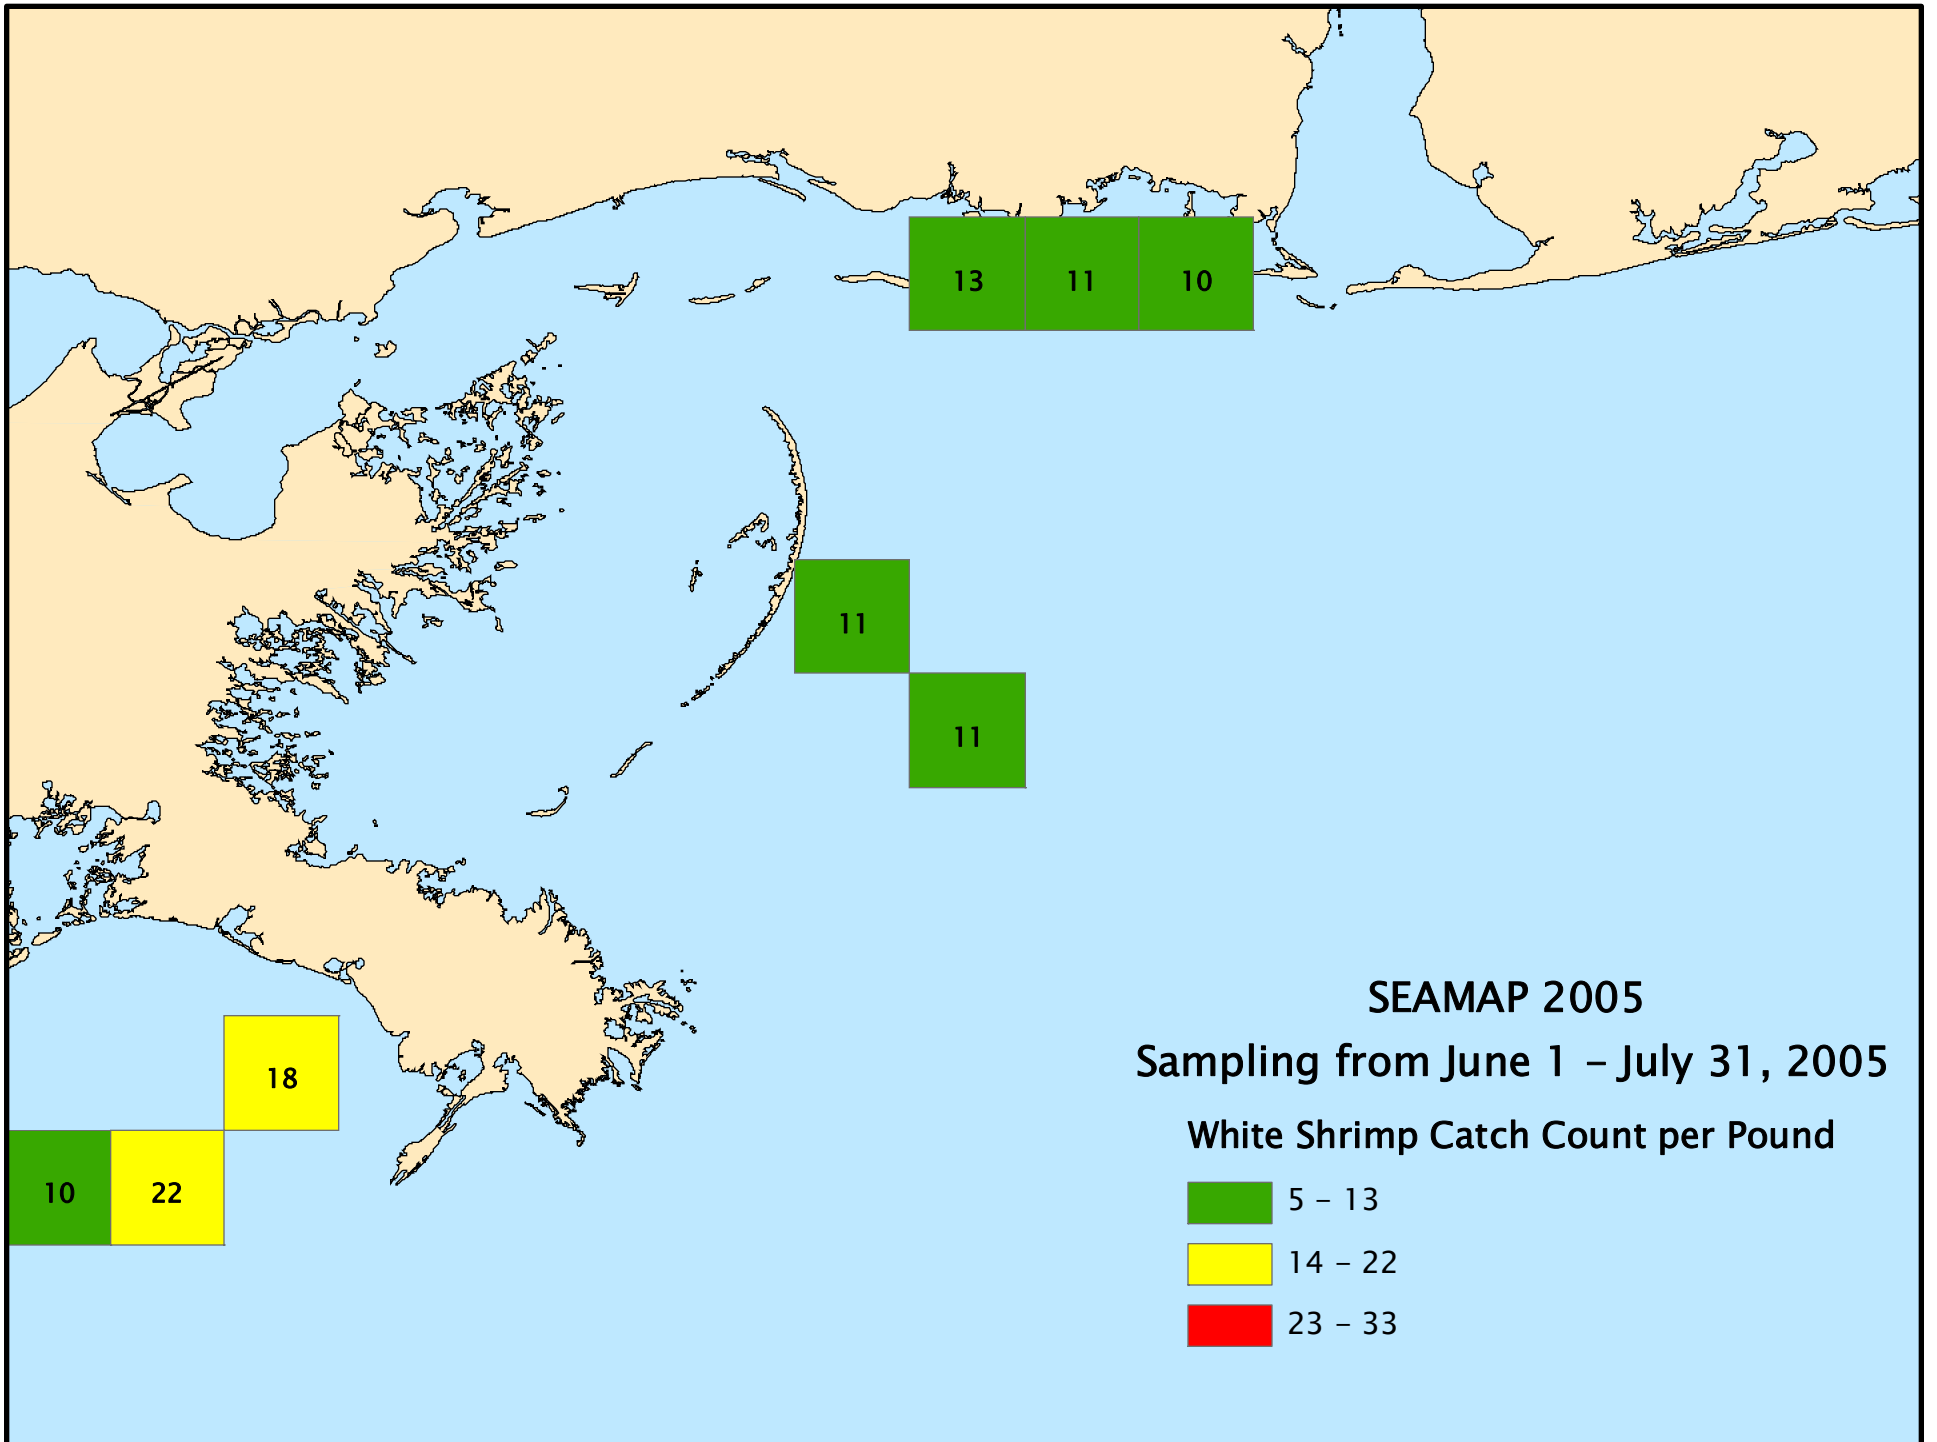 13 11 10
11
11
SEAMAP 2005
Sampling from June 1 – July 31, 2005
18
White Shrimp Catch Count per Pound
10 22
5 – 13
14 – 22
23 – 33